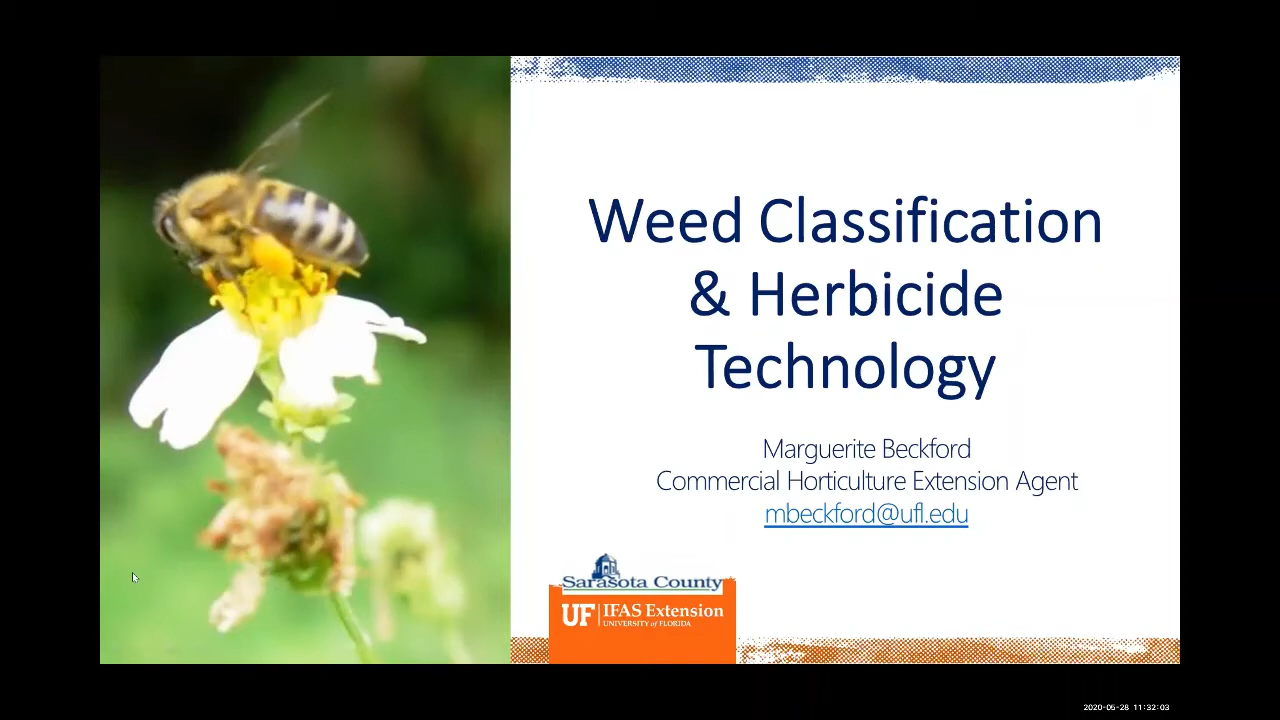 Weed Classification
& Herbicide
Technology
Marguerite Beckford
Commercial Horticulture Extension Agent
mbeckford@ufl.edu
Sarasota County
UF | IFAS Extension
UNIVERSITY of FLORIDA
2020-05-28 11:32:03